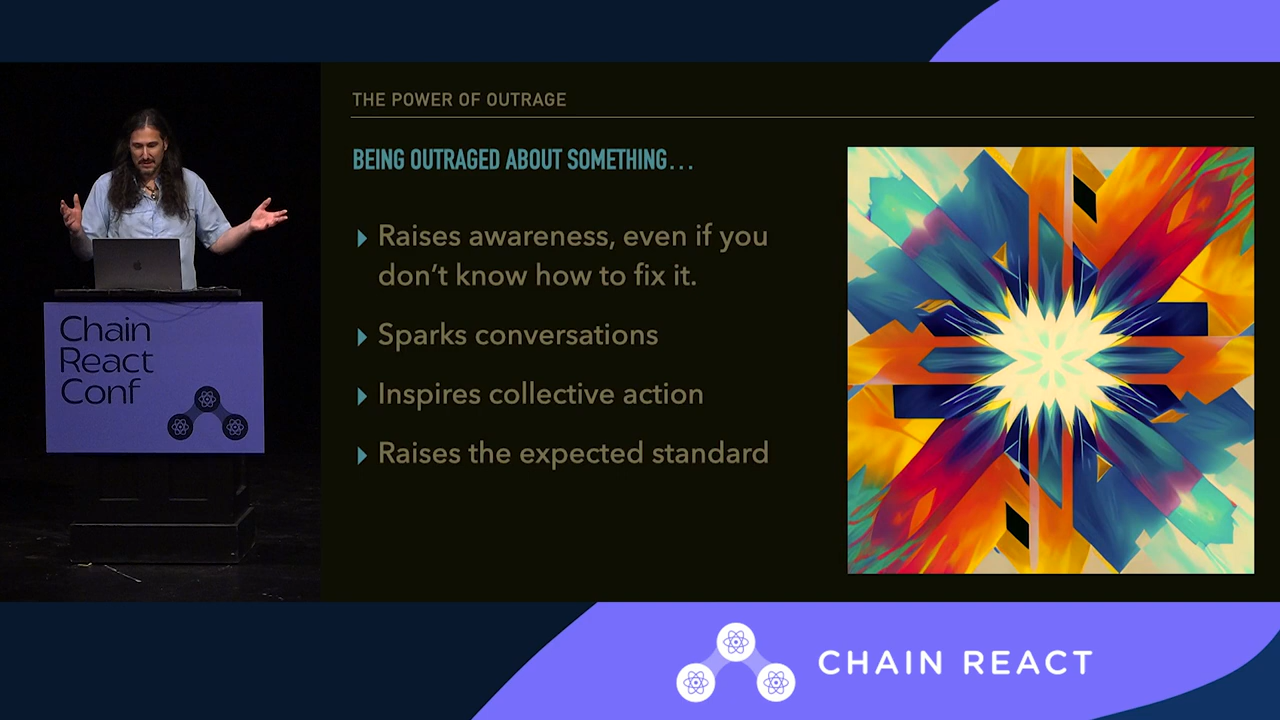 THE POWER OF OUTRAGE
BEING OUTRAGED ABOUT SOMETHING...
Raises awareness, even if you
don't know how to fix it.
Sparks conversations
Inspires collective action
Raises the expected standard
Chain
React
Conf
CHAIN REACT